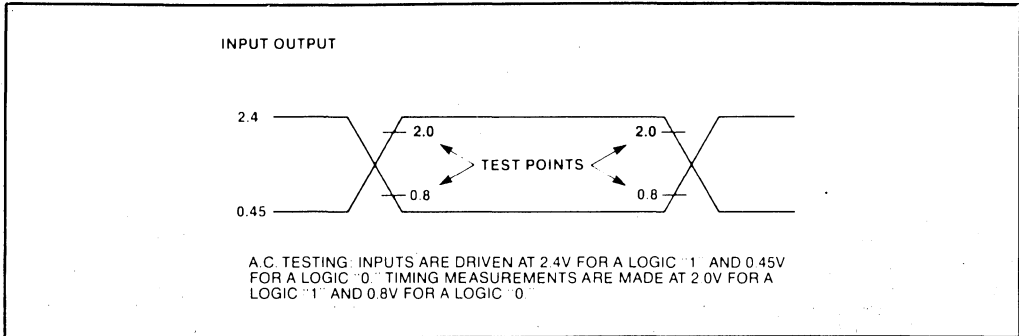 INPUT OUTPUT
2.4
2.0
2.0
TEST POINTS
0.8
0.8
0.45
A.C. TESTING: INPUTS ARE DRIVEN AT 2.4V FOR A LOGIC "1" AND 0.45V
FOR A LOGIC "0." TIMING MEASUREMENTS ARE MADE AT 2.0V FOR A
LOGIC "1" AND 0.8V FOR A LOGIC "0."